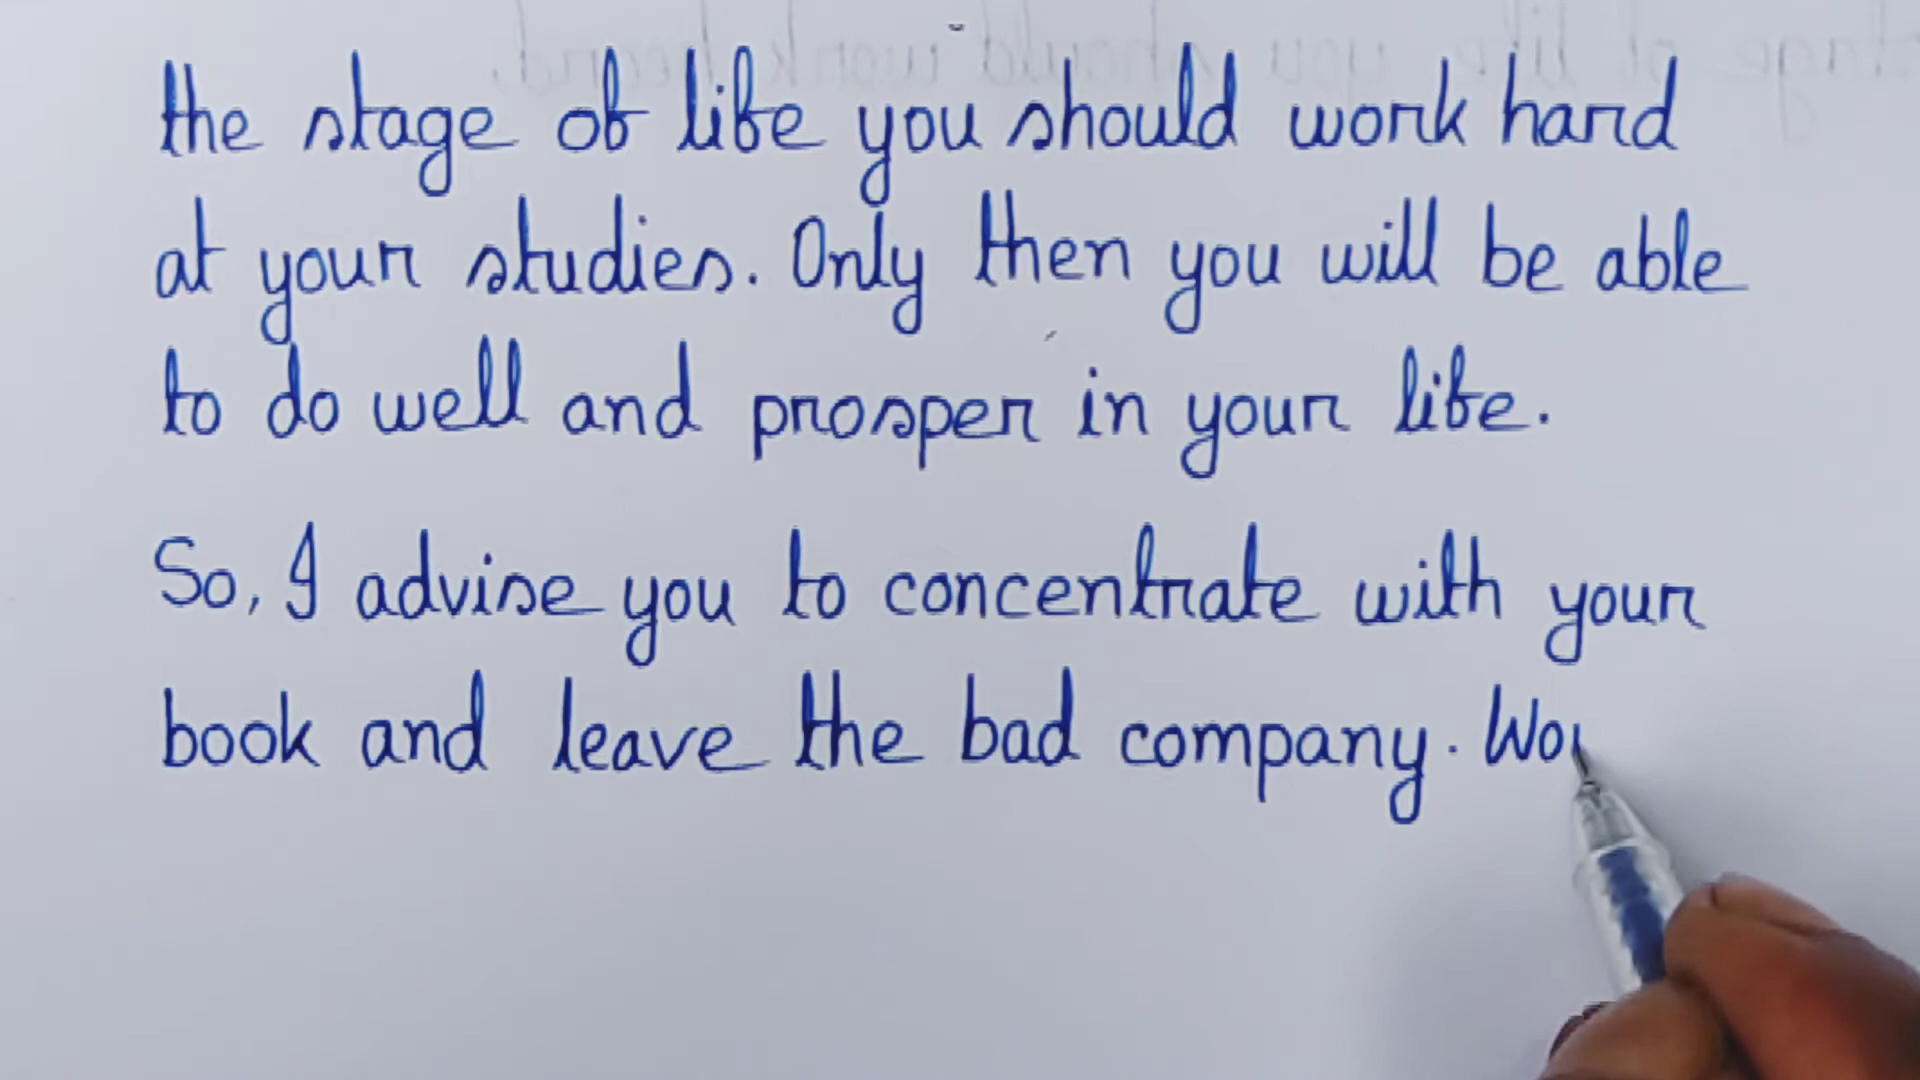 the stage of life you should work hard
at your studies. Only then you will be able
to do well and prosper in your life.
So, I advise you to concentrate with your
book and leave the bad company.